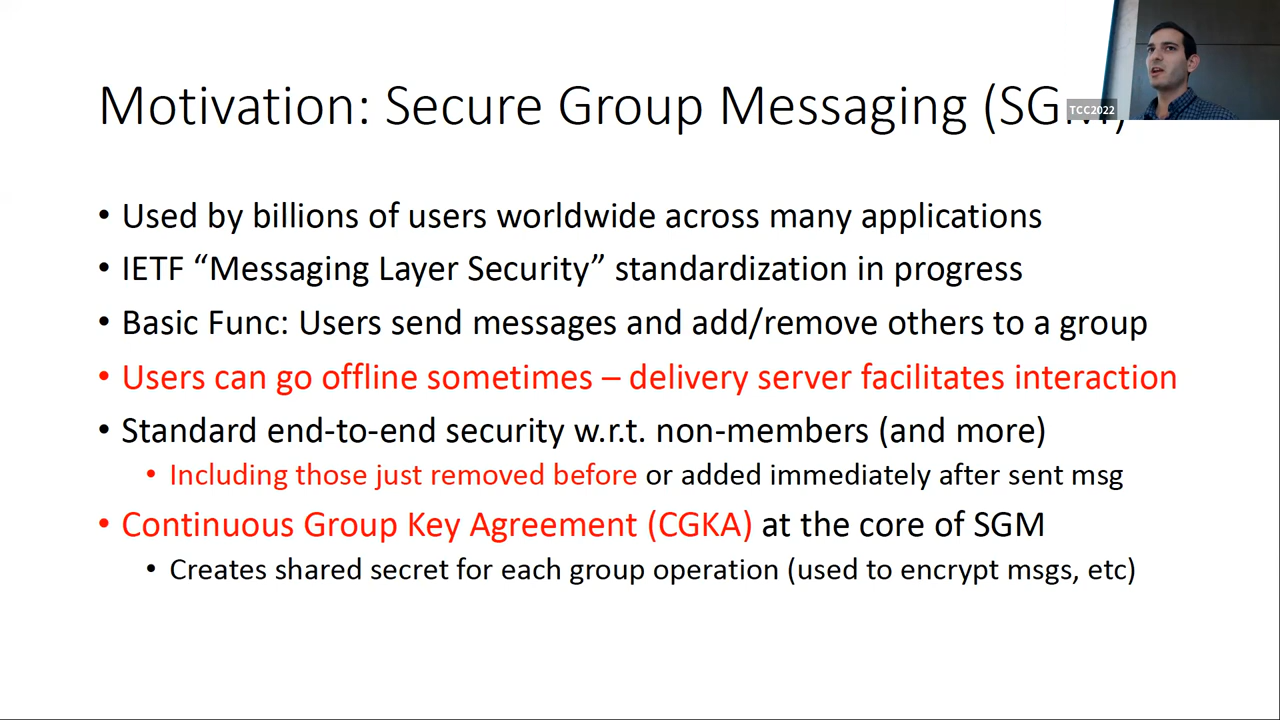 Motivation: Secure Group Messaging (SGM)
TCC2022
• Used by billions of users worldwide across many applications
• IETF “Messaging Layer Security” standardization in progress
• Basic Func: Users send messages and add/remove others to a group
• Users can go offline sometimes – delivery server facilitates interaction
• Standard end-to-end security w.r.t. non-members (and more)
• Including those just removed before or added immediately after sent msg
• Continuous Group Key Agreement (CGKA) at the core of SGM
• Creates shared secret for each group operation (used to encrypt msgs, etc)